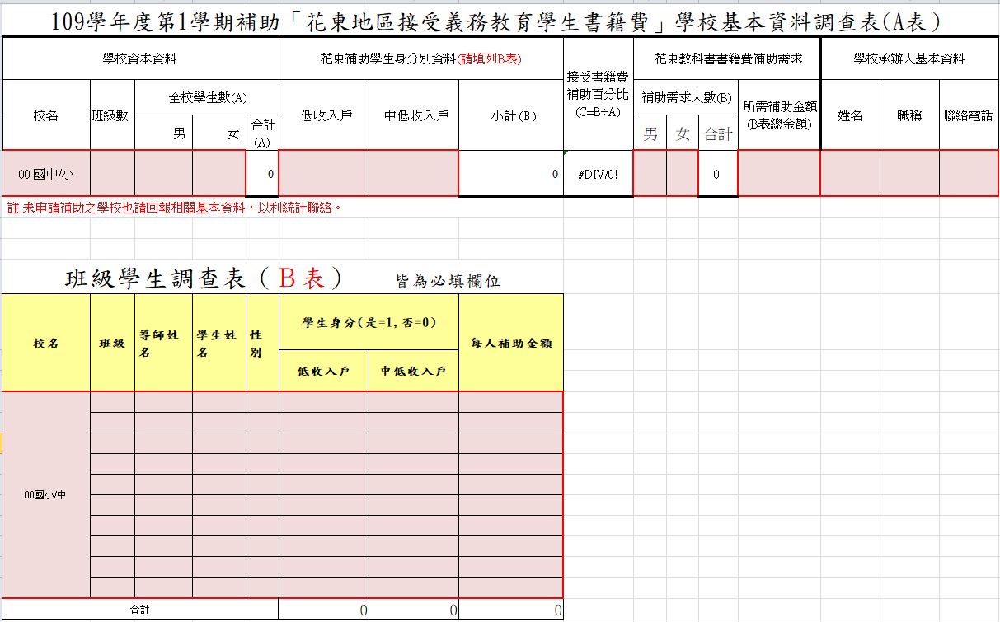 109學年度第1學期補助「花東地區接受義務教育學生書籍費」學校基本資料調查表(A表)
學校資本資料
花東補助學生身分別資料(請填列B表)
接受書籍費
補助百分比
(C=B÷A)
花東教科書書籍費補助需求
學校承辦人基本資料
校名
班級數
全校學生數(A)
男
女
合計
(A)
低收入戶
中低收入戶
小計(B)
補助需求人數(B)
男
女
合計
所需補助金額
(B表總金額)
姓名
職稱
聯絡電話
00 國中/小
0
0
#DIV/0!
0
註.未申請補助之學校也請回報相關基本資料，以利統計聯絡。
班級學生調查表（B表） 皆為必填欄位
校名
班級
導師姓
名
學生姓
名
性
別
學生身分(是=1,否=0)
低收入戶
中低收入戶
每人補助金額
00國小/中
合計
0
0
0